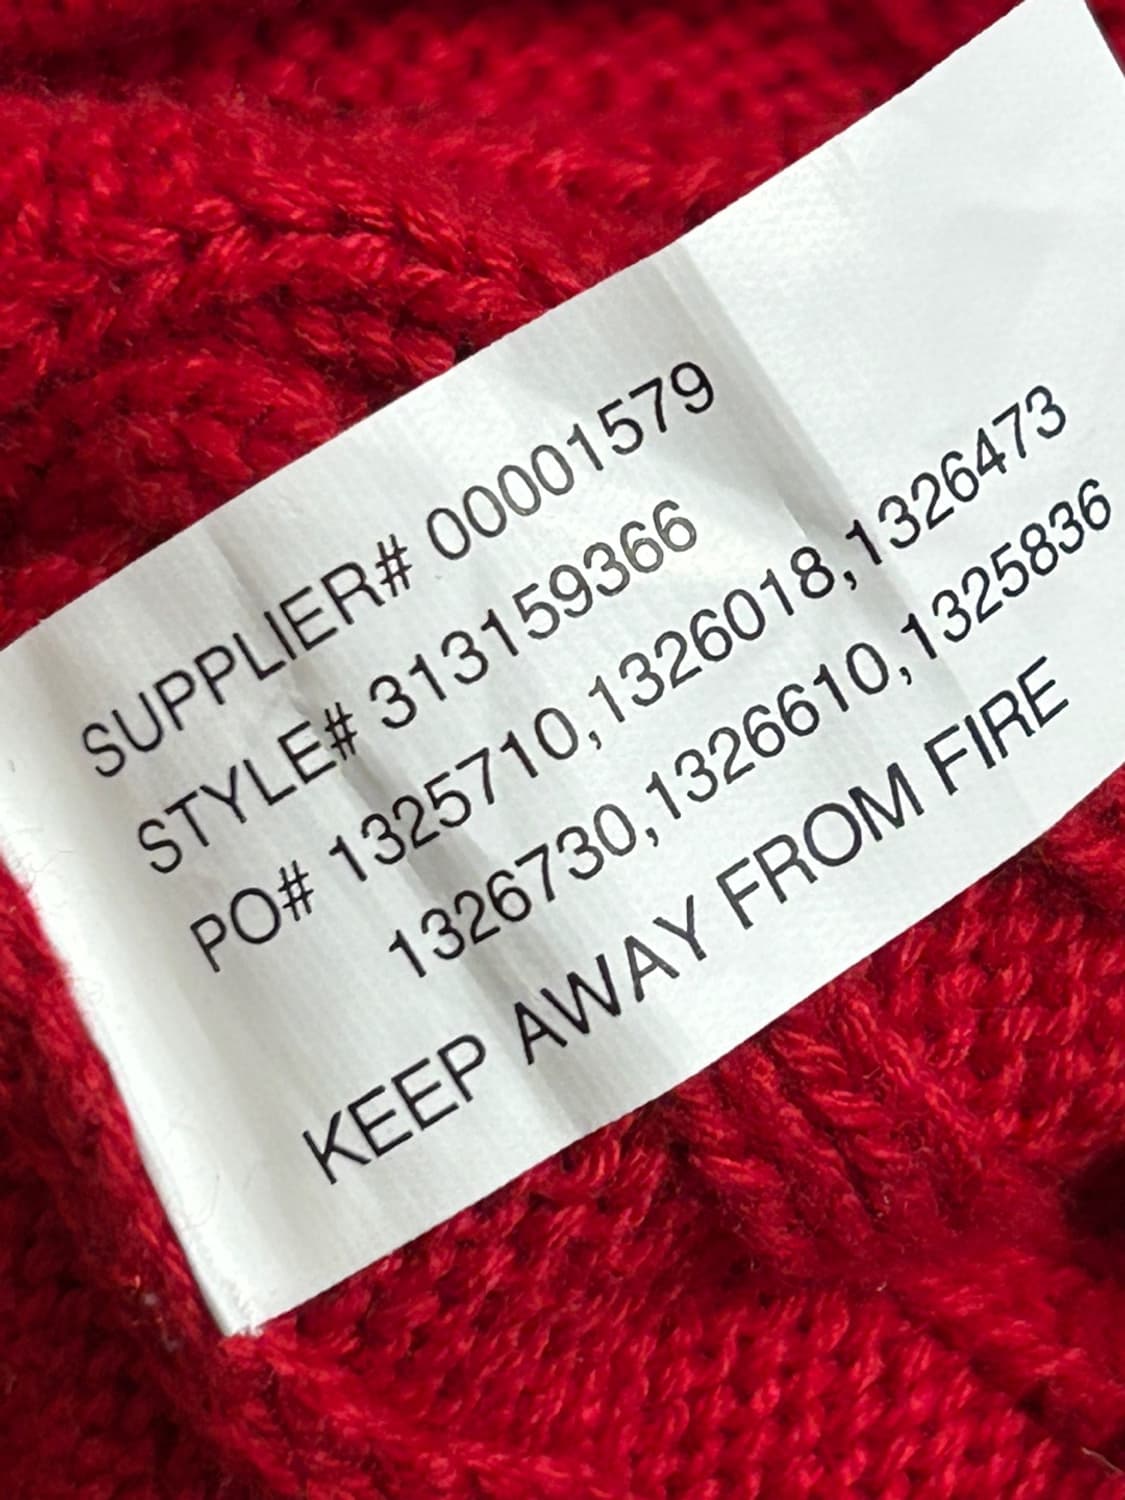 SUPPLIER# 00001579
STYLE# 313159366
PO# 1325710,1326018,1326473
1326730,1326610,1325836
KEEP AWAY FROM FIRE